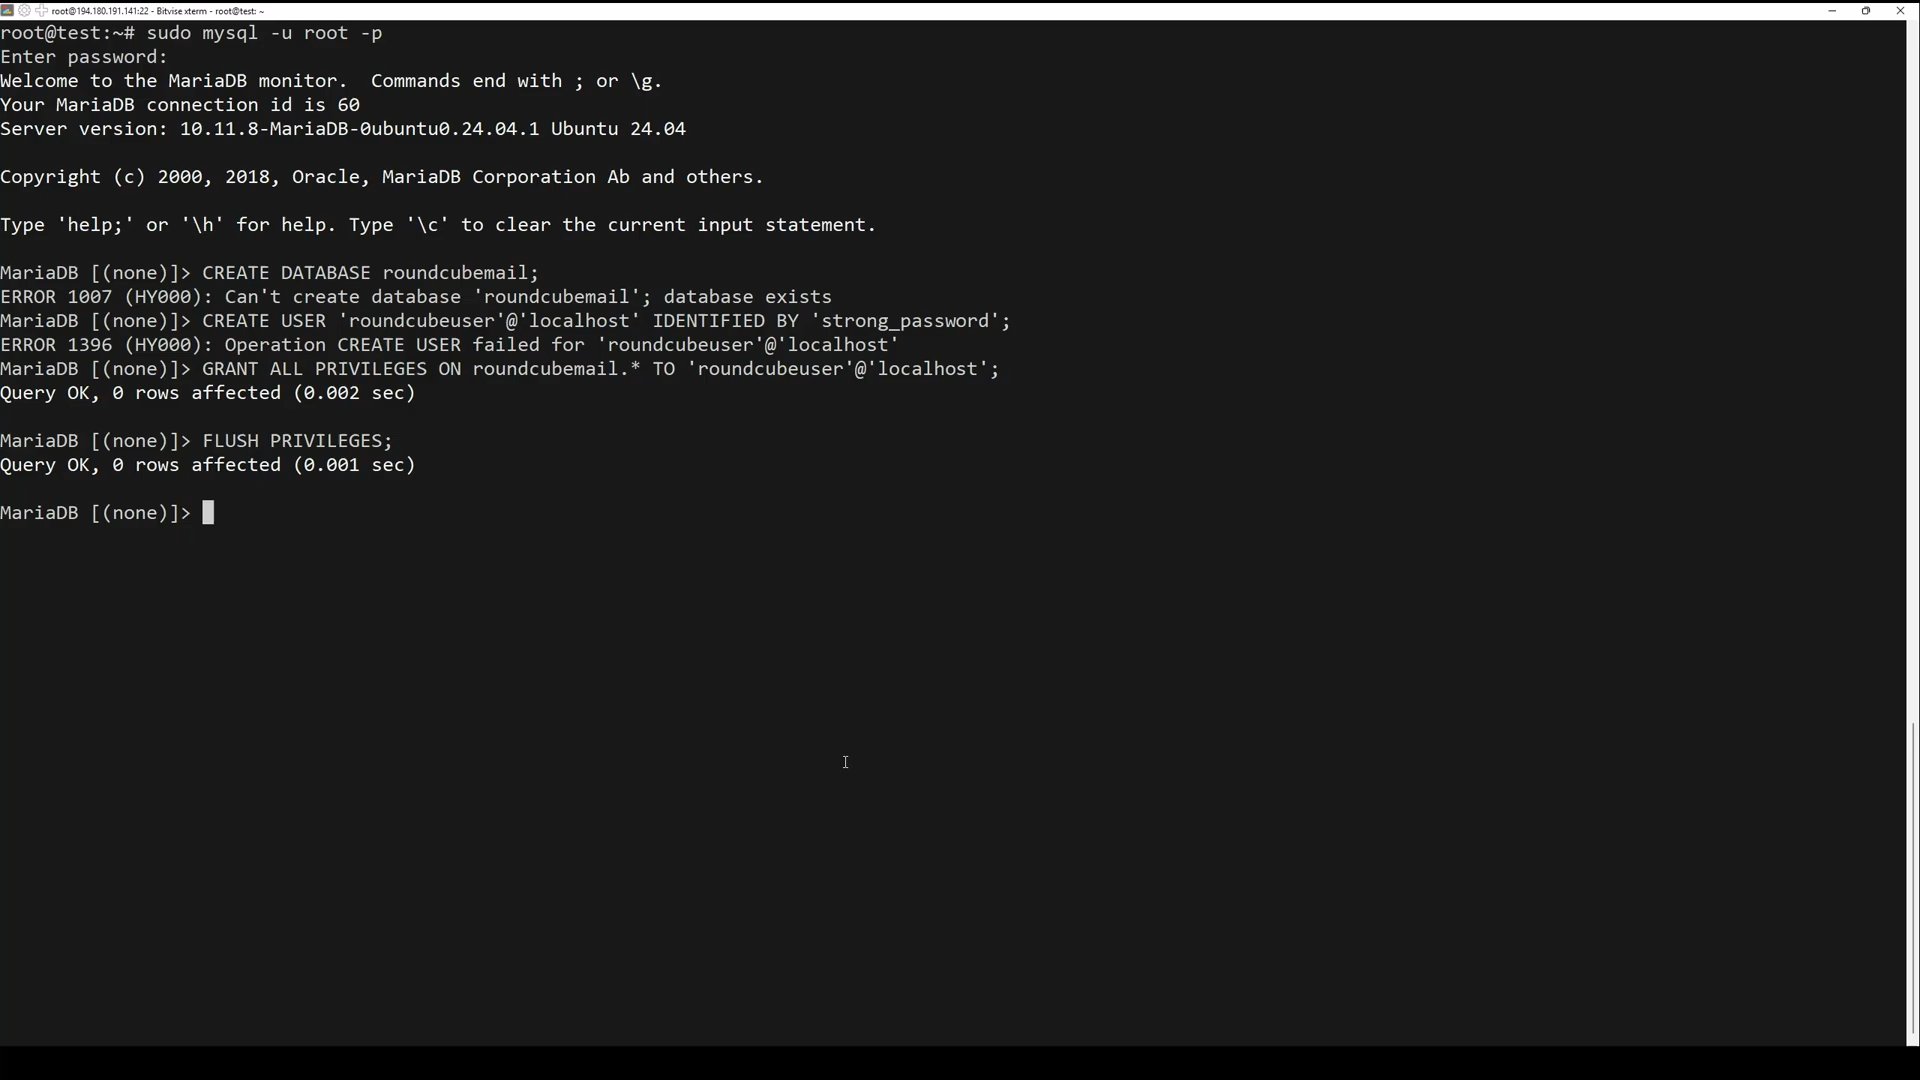 root@194.180.191.141:22 - Bitvise xterm - root@test: ~
root@test:~# sudo mysql -u root -p
Enter password:
Welcome to the MariaDB monitor.  Commands end with ; or \g.
Your MariaDB connection id is 60
Server version: 10.11.8-MariaDB-0ubuntu0.24.04.1 Ubuntu 24.04
Copyright (c) 2000, 2018, Oracle, MariaDB Corporation Ab and others.
Type 'help;' or '\h' for help. Type '\c' to clear the current input statement.
MariaDB [(none)]> CREATE DATABASE roundcubemail;
ERROR 1007 (HY000): Can't create database 'roundcubemail'; database exists
MariaDB [(none)]> CREATE USER 'roundcubeuser'@'localhost' IDENTIFIED BY 'strong_password';
ERROR 1396 (HY000): Operation CREATE USER failed for 'roundcubeuser'@'localhost'
MariaDB [(none)]> GRANT ALL PRIVILEGES ON roundcubemail.* TO 'roundcubeuser'@'localhost';
Query OK, 0 rows affected (0.002 sec)
MariaDB [(none)]> FLUSH PRIVILEGES;
Query OK, 0 rows affected (0.001 sec)
MariaDB [(none)]>